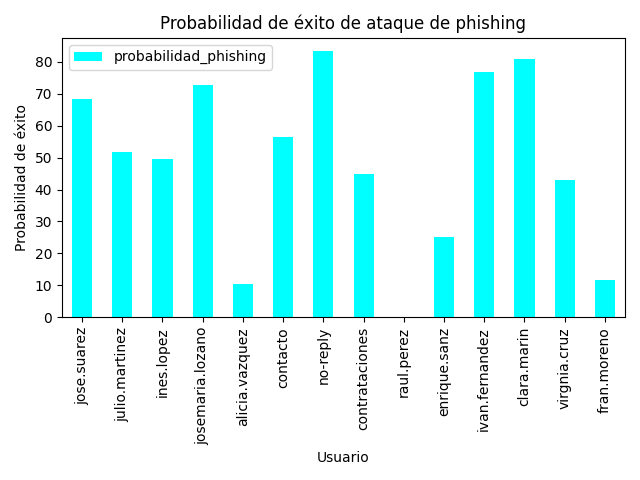 Probabilidad de éxito de ataque de phishing
probabilidad_phishing
Probabilidad de éxito
80
70
60
50
40
30
20
10
0
jose.suarez
julio.martinez
ines.lopez
josemaria.lozano
alicia.vazquez
contacto
no-reply
contrataciones
raul.perez
enrique.sanz
ivan.fernandez
clara.marin
virgnia.cruz
fran.moreno
Usuario